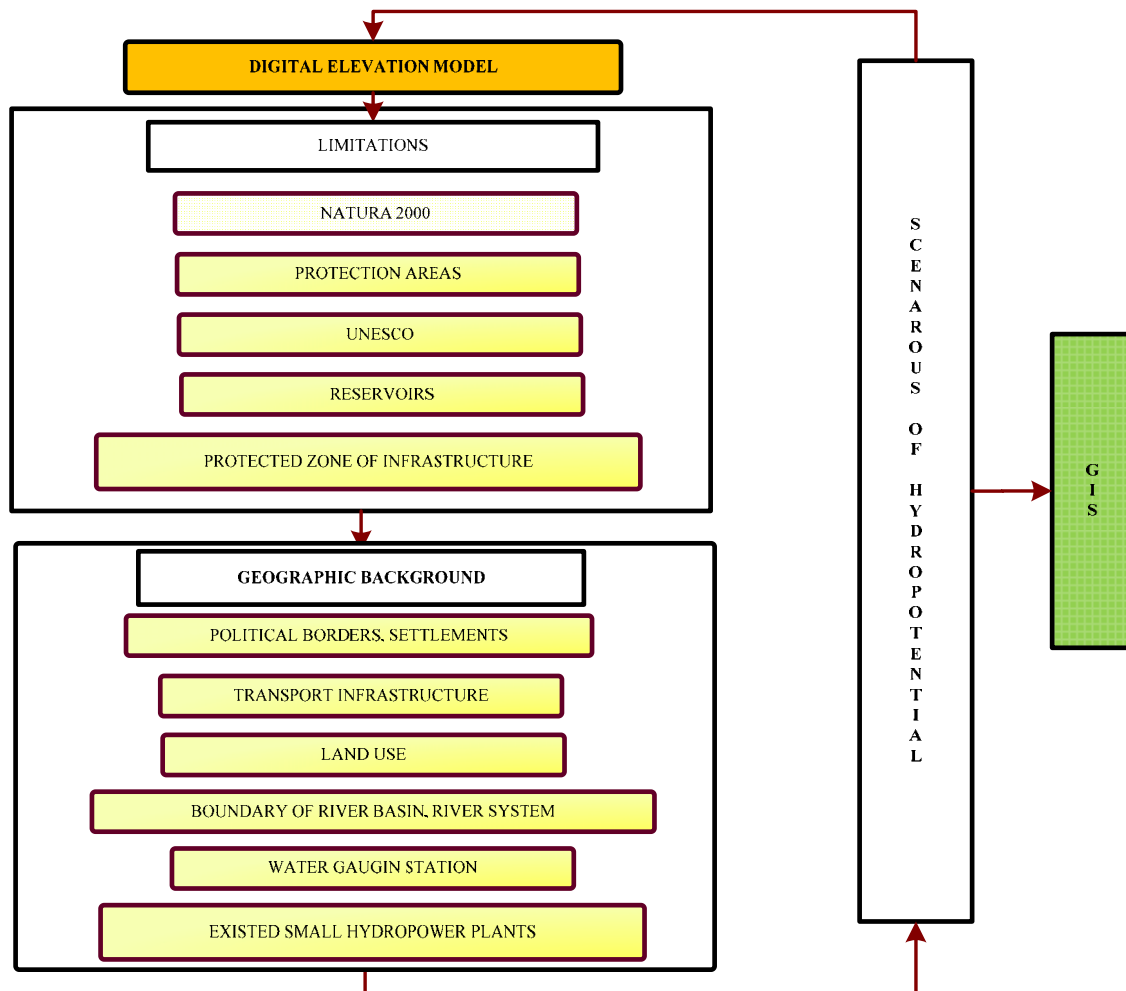 DIGITAL ELEVATION MODEL
LIMITATIONS
NATURA 2000
PROTECTION AREAS
UNESCO
RESERVOIRS
PROTECTED ZONE OF INFRASTRUCTURE
GEOGRAPHIC BACKGROUND
POLITICAL BORDERS, SETTLEMENTS
TRANSPORT INFRASTRUCTURE
LAND USE
BOUNDARY OF RIVER BASIN, RIVER SYSTEM
WATER GAUGIN STATION
EXISTED SMALL HYDROPOWER PLANTS
SCENAROUS OF HYDROPOTENTIAL
GIS